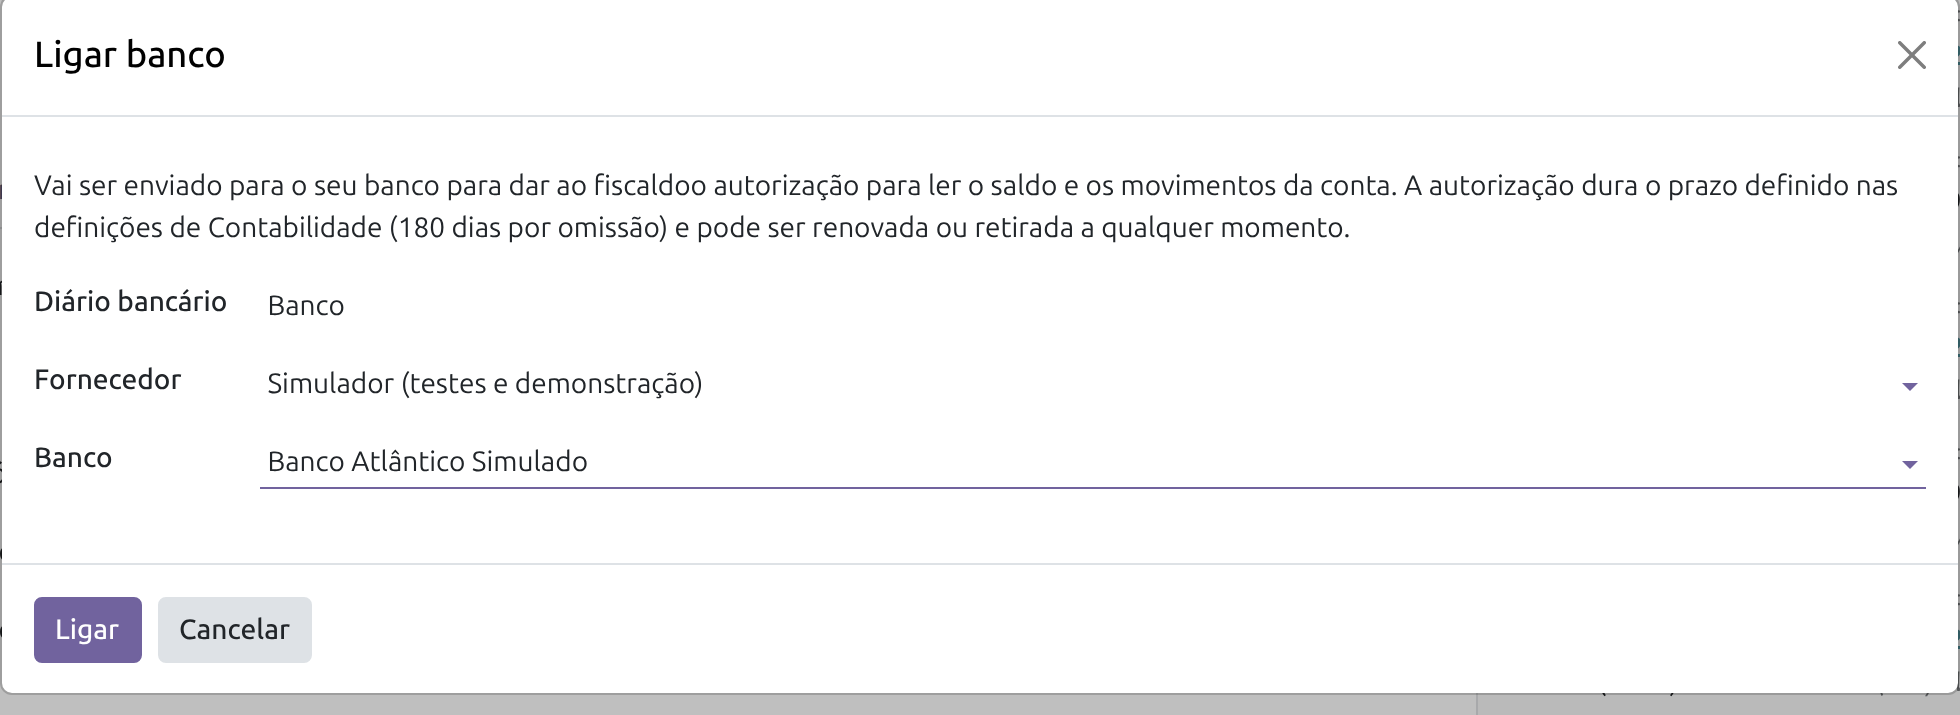 Ligar banco
Vai ser enviado para o seu banco para dar ao fiscaldoo autorização para ler o saldo e os movimentos da conta. A autorização dura o prazo definido nas
definições de Contabilidade (180 dias por omissão) e pode ser renovada ou retirada a qualquer momento.
Diário bancário Banco
Fornecedor Simulador (testes e demonstração)
Banco Banco Atlântico Simulado
Ligar Cancelar